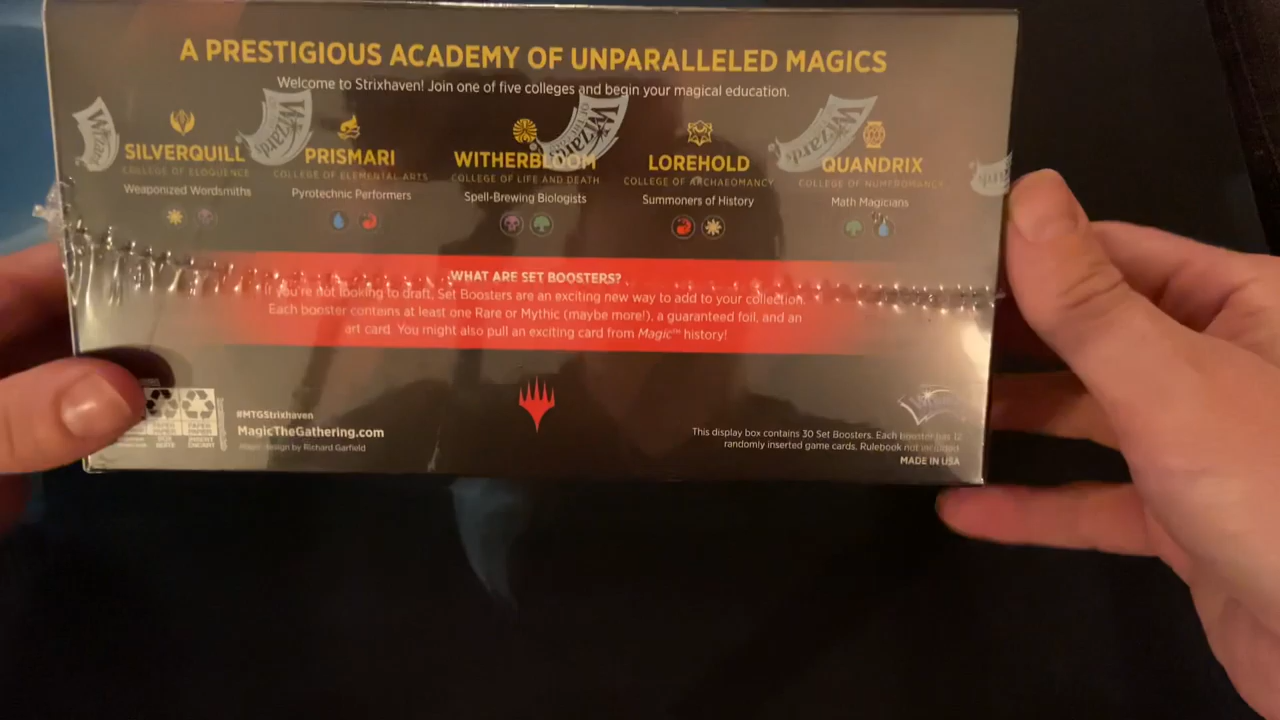 A PRESTIGIOUS ACADEMY OF UNPARALLELED MAGICS
Welcome to Strixhaven! Join one of five colleges and begin your magical education.
SILVERQUILL
COLLEGE OF ELOQUENCE
Weaponized Wordsmiths
PRISMARI
COLLEGE OF ELEMENTAL ARTS
Pyrotechnic Performers
WITHERBLOOM
COLLEGE OF LIFE AND DEATH
Spell-Brewing Biologists
LOREHOLD
COLLEGE OF ARCHAEOMANCY
Summoners of History
QUANDRIX
COLLEGE OF NUMEROMANCY
Math Magicians
WHAT ARE SET BOOSTERS?
If you're not looking to draft, Set Boosters are an exciting new way to add to your collection.
Each booster contains at least one Rare or Mythic (maybe more!), a guaranteed foil, and an
art card. You might also pull an exciting card from Magic™ history!
#MTGStrixhaven
MagicTheGathering.com
Magic design by Richard Garfield
This display box contains 30 Set Boosters. Each booster has 12
randomly inserted game cards. Rulebook not included.
MADE IN USA
Wizards
Wizards
Wizards
Wizards